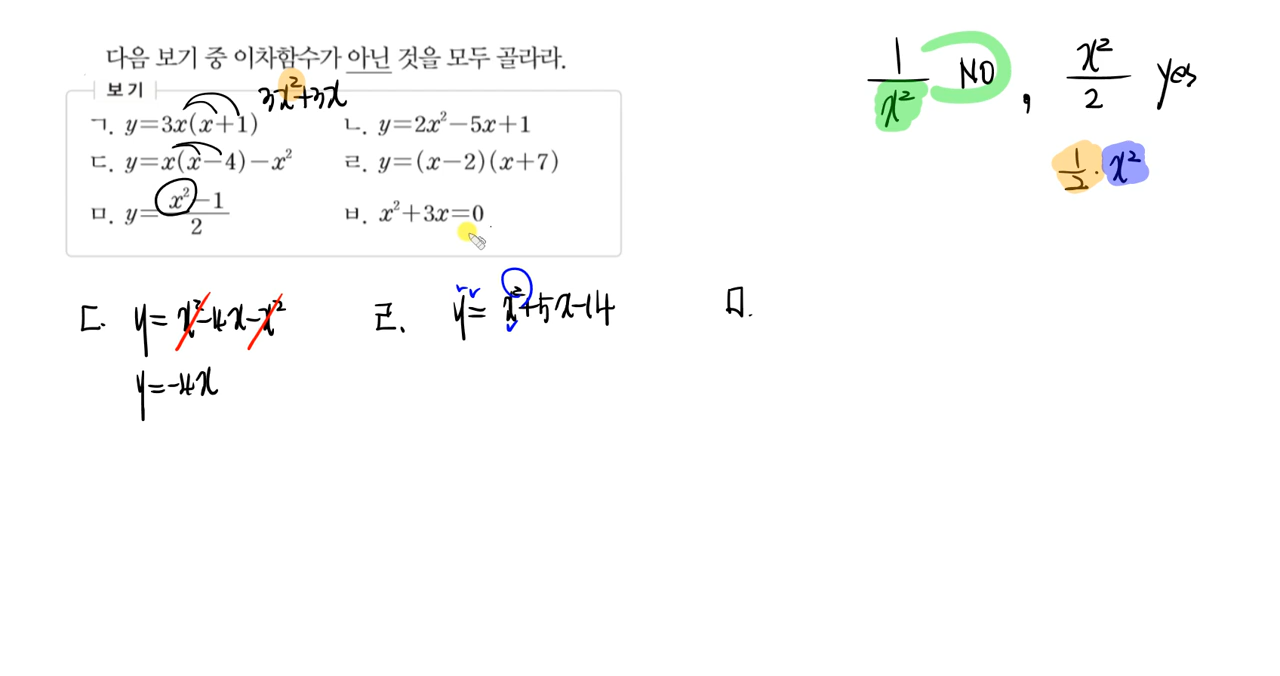 다음 보기 중 이차함수가 아닌 것을 모두 골라라.
보기
3x²+3x
ㄱ. y=3x(x+1)
ㄴ. y=2x²−5x+1
ㄷ. y=x(x−4)−x²
ㄹ. y=(x−2)(x+7)
ㅁ. y=(x²−1)/2
ㅂ. x²+3x=0
1/x² NO , x²/2 yes
1/2 · x²
ㄷ. y=x²-4x-x²
y=-4x
ㄹ. y=x²+5x-14
ㅁ.